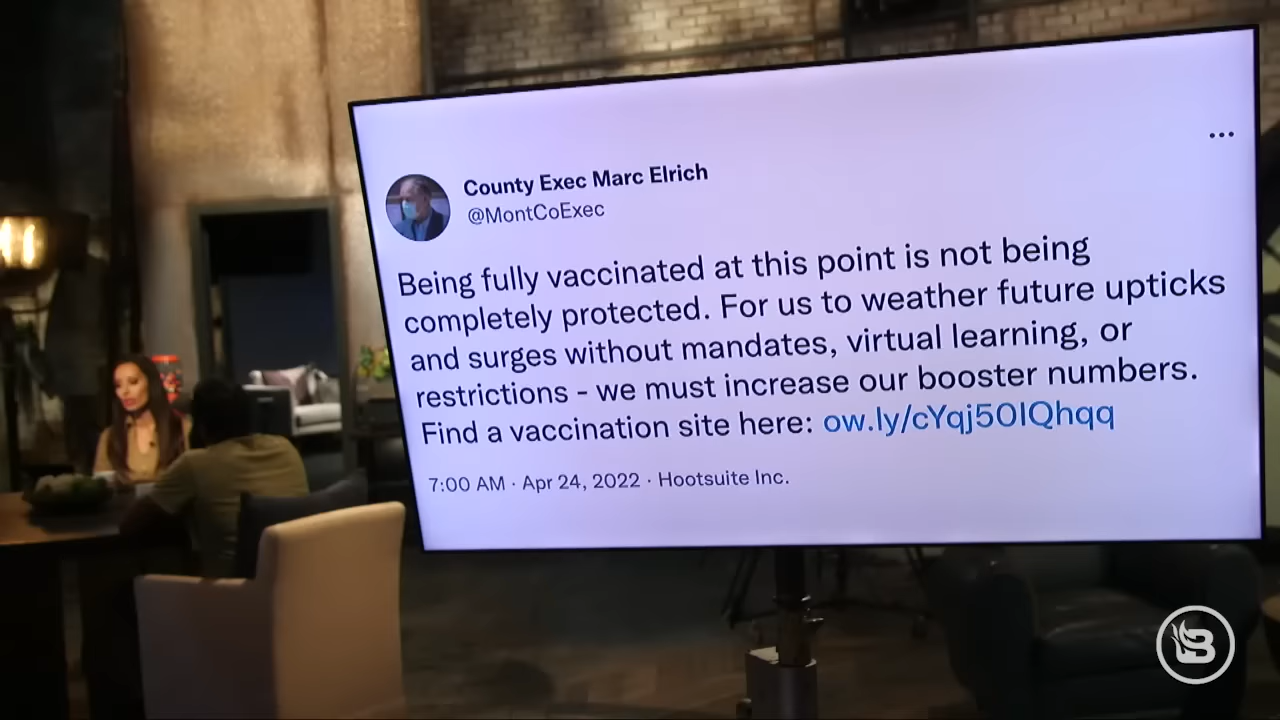 County Exec Marc Elrich
@MontCoExec
Being fully vaccinated at this point is not being
completely protected. For us to weather future upticks
and surges without mandates, virtual learning, or
restrictions - we must increase our booster numbers.
Find a vaccination site here: ow.ly/cYqj50IQhqq
7:00 AM · Apr 24, 2022 · Hootsuite Inc.
B